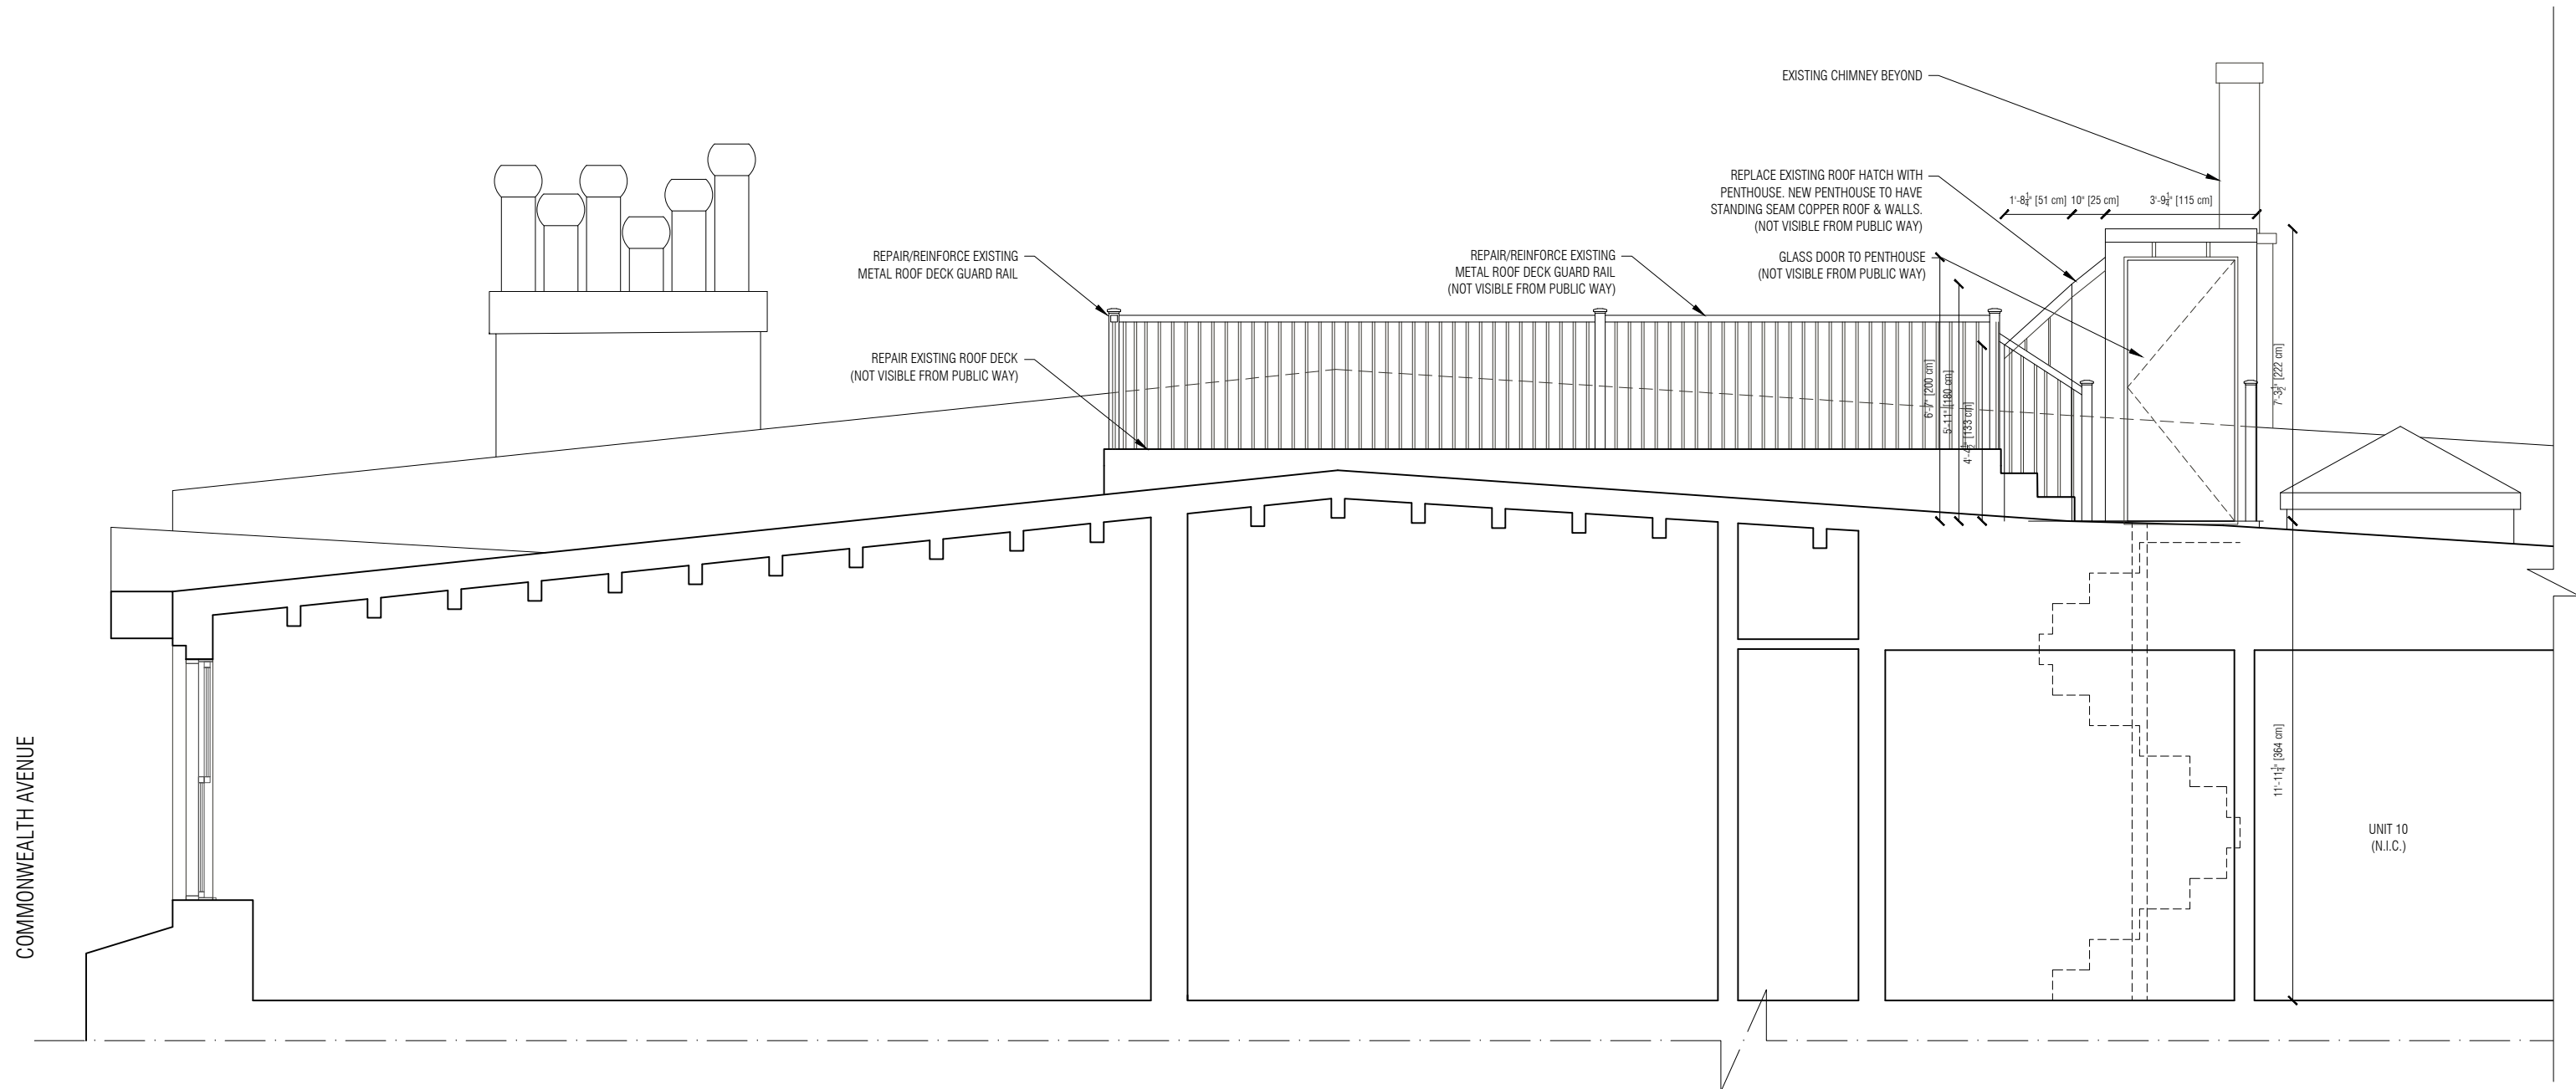 EXISTING CHIMNEY BEYOND
REPLACE EXISTING ROOF HATCH WITH
PENTHOUSE. NEW PENTHOUSE TO HAVE
STANDING SEAM COPPER ROOF & WALLS.
(NOT VISIBLE FROM PUBLIC WAY)
1'-8¼" [51 cm] 10" [25 cm] 3'-9¼" [115 cm]
REPAIR/REINFORCE EXISTING
METAL ROOF DECK GUARD RAIL
REPAIR/REINFORCE EXISTING
METAL ROOF DECK GUARD RAIL
(NOT VISIBLE FROM PUBLIC WAY)
GLASS DOOR TO PENTHOUSE
(NOT VISIBLE FROM PUBLIC WAY)
REPAIR EXISTING ROOF DECK
(NOT VISIBLE FROM PUBLIC WAY)
6'-7" [200 cm]
5'-11" [180 cm]
4'-4½" [133 cm]
7'-3½" [222 cm]
11'-11¼" [364 cm]
COMMONWEALTH AVENUE
UNIT 10
(N.I.C.)